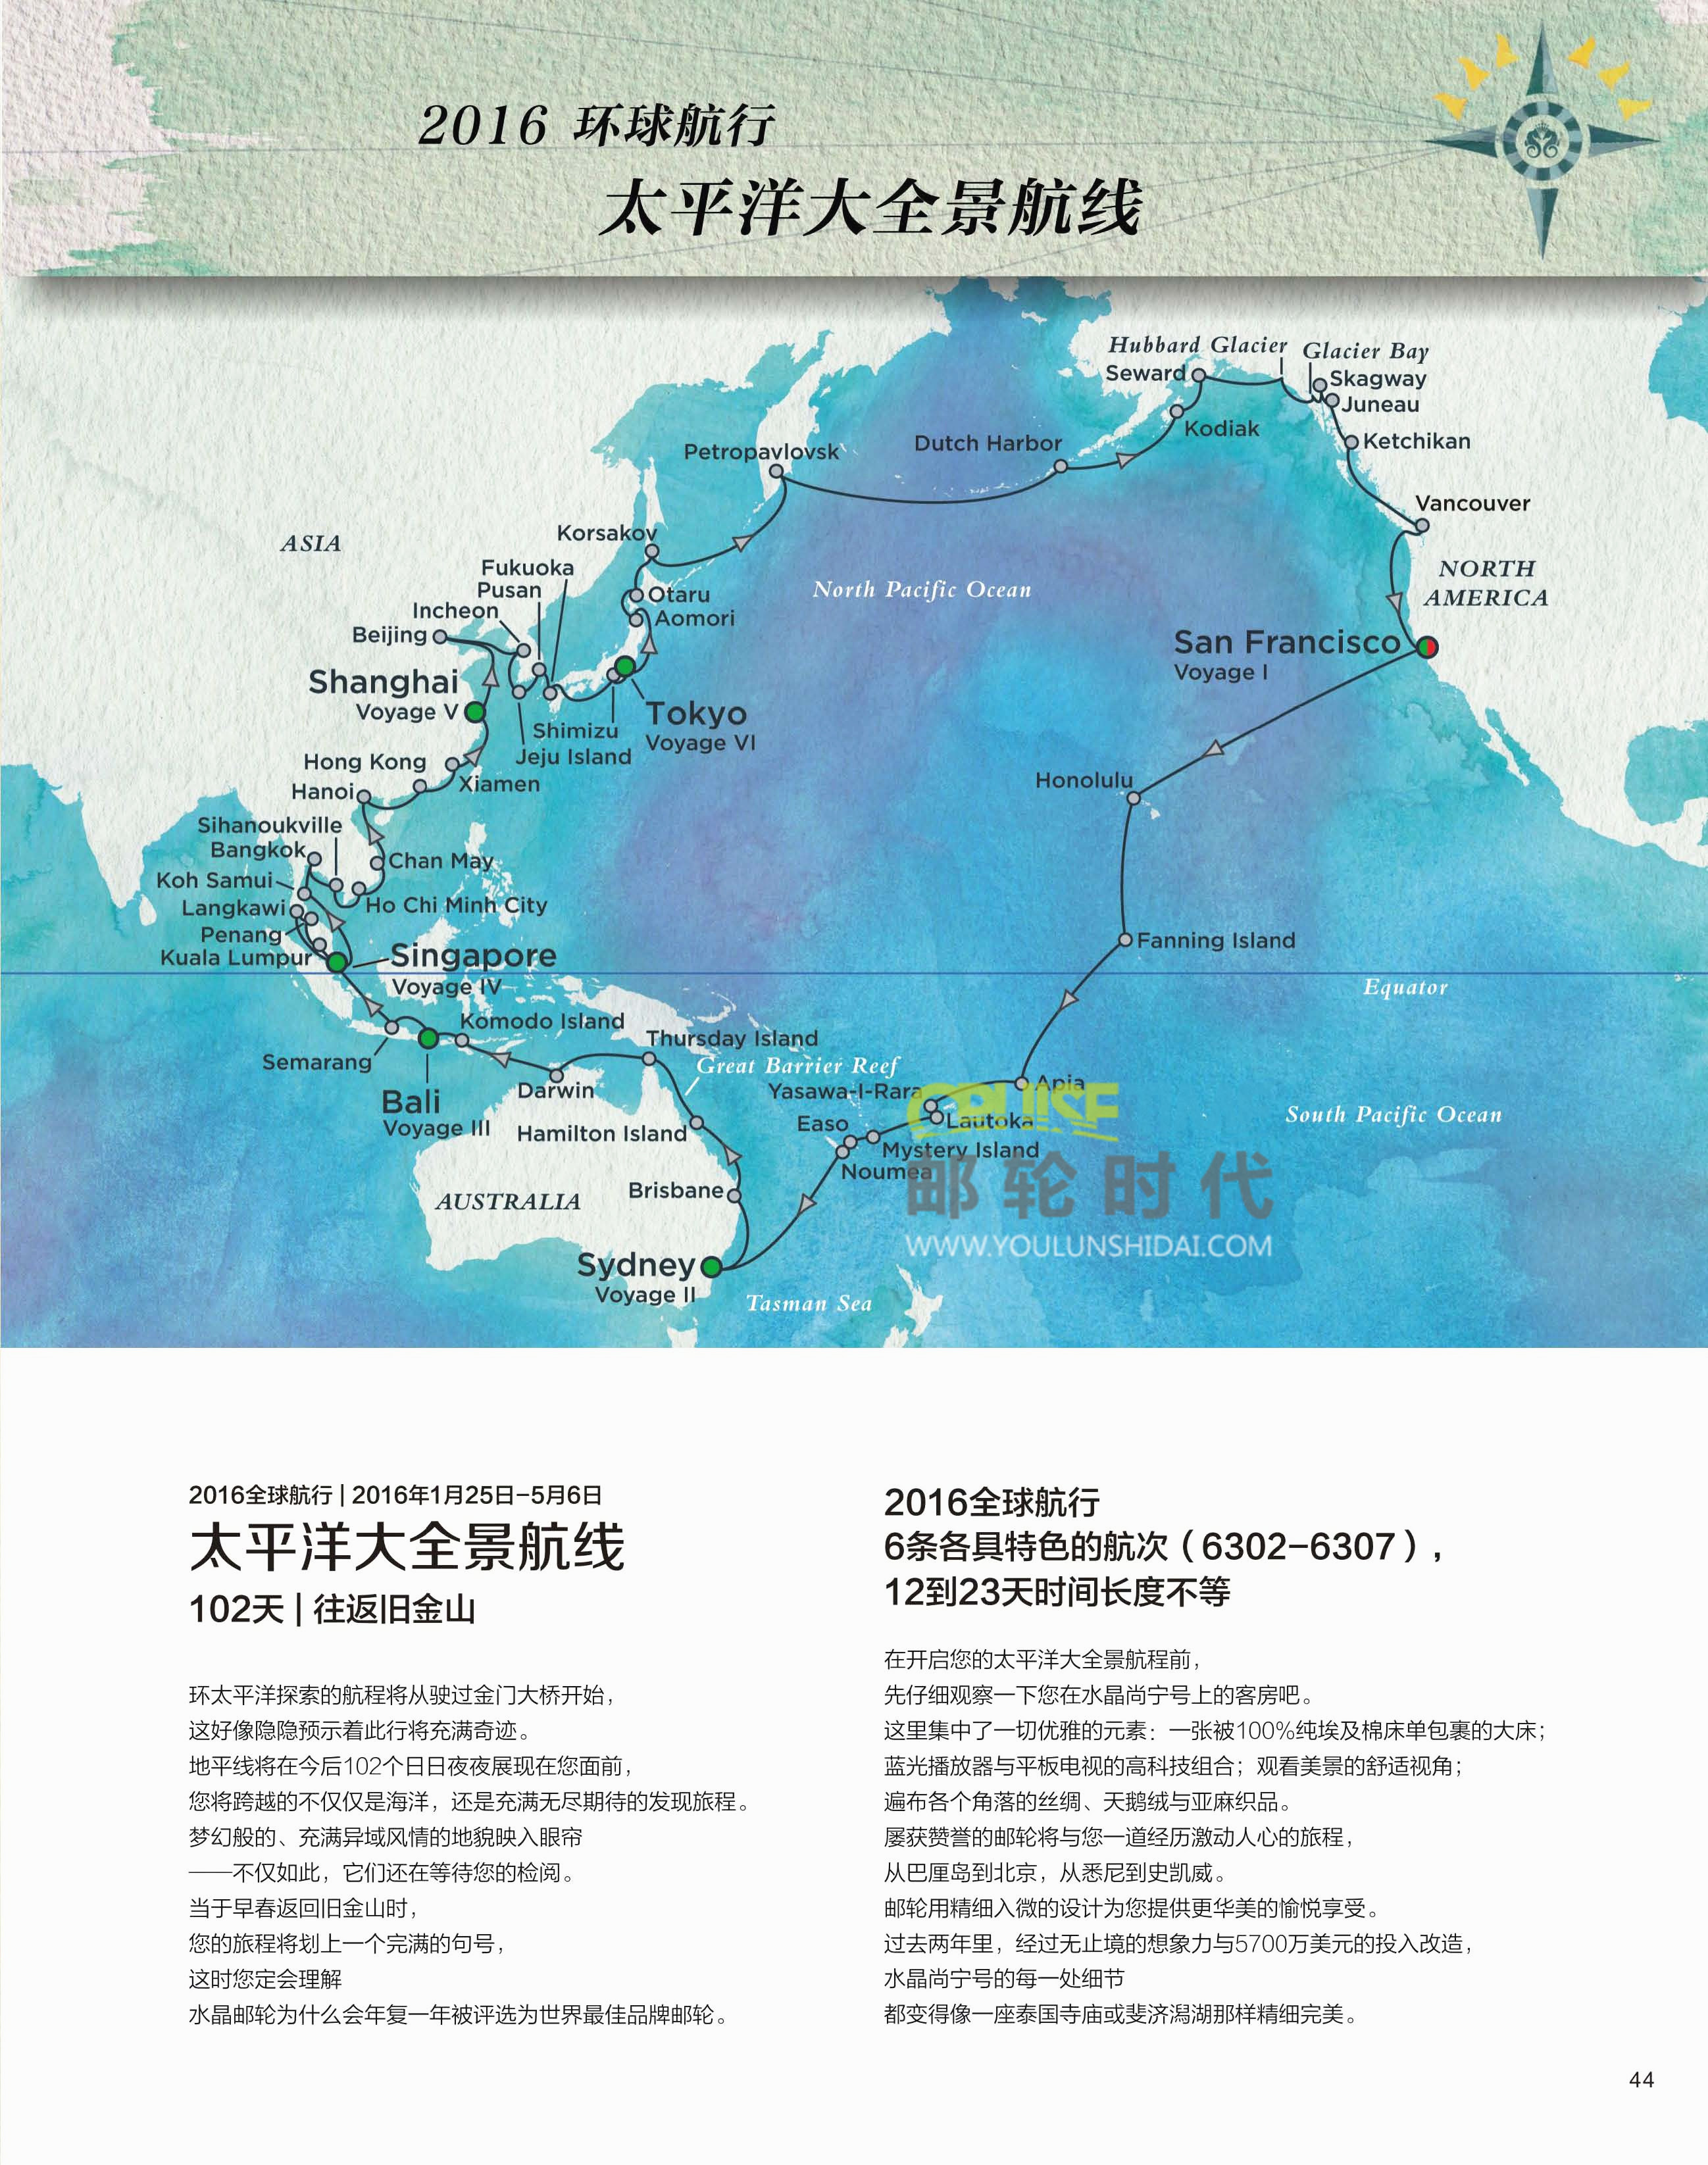 2016 环球航行
太平洋大全景航线
Hubbard Glacier
Glacier Bay
Seward
Skagway
Juneau
Kodiak
Ketchikan
Dutch Harbor
Petropavlovsk
Vancouver
Korsakov
ASIA
Fukuoka
Pusan
Incheon
Beijing
Otaru
Aomori
North Pacific Ocean
NORTH
AMERICA
San Francisco
Voyage I
Shanghai
Voyage V
Tokyo
Voyage VI
Shimizu
Jeju Island
Hong Kong
Xiamen
Hanoi
Honolulu
Sihanoukville
Bangkok
Chan May
Koh Samui
Ho Chi Minh City
Langkawi
Penang
Kuala Lumpur
Singapore
Voyage IV
Fanning Island
Equator
Komodo Island
Semarang
Thursday Island
Great Barrier Reef
Darwin
Bali
Voyage III
Hamilton Island
Yasawa-I-Rara
Apia
CRUISE
Lautoka
Easo
Mystery Island
Noumea
South Pacific Ocean
邮轮时代
WWW.YOULUNSHIDAI.COM
AUSTRALIA
Brisbane
Sydney
Voyage II
Tasman Sea
2016全球航行 | 2016年1月25日-5月6日
太平洋大全景航线
102天 | 往返旧金山
环太平洋探索的航程将从驶过金门大桥开始，
这好像隐隐预示着此行将充满奇迹。
地平线将在今后102个日日夜夜展现在您面前，
您将跨越的不仅仅是海洋，还是充满无尽期待的发现旅程。
梦幻般的、充满异域风情的地貌映入眼帘
——不仅如此，它们还在等待您的检阅。
当于早春返回旧金山时，
您的旅程将划上一个完满的句号，
这时您定会理解
水晶邮轮为什么会年复一年被评选为世界最佳品牌邮轮。
2016全球航行
6条各具特色的航次（6302-6307），
12到23天时间长度不等
在开启您的太平洋大全景航程前，
先仔细观察一下您在水晶尚宁号上的客房吧。
这里集中了一切优雅的元素：一张被100%纯埃及棉床单包裹的大床；
蓝光播放器与平板电视的高科技组合；观看美景的舒适视角；
遍布各个角落的丝绸、天鹅绒与亚麻织品。
屡获赞誉的邮轮将与您一道经历激动人心的旅程，
从巴厘岛到北京，从悉尼到史凯威。
邮轮用精细入微的设计为您提供更华美的愉悦享受。
过去两年里，经过无止境的想象力与5700万美元的投入改造，
水晶尚宁号的每一处细节
都变得像一座泰国寺庙或斐济潟湖那样精细完美。
44